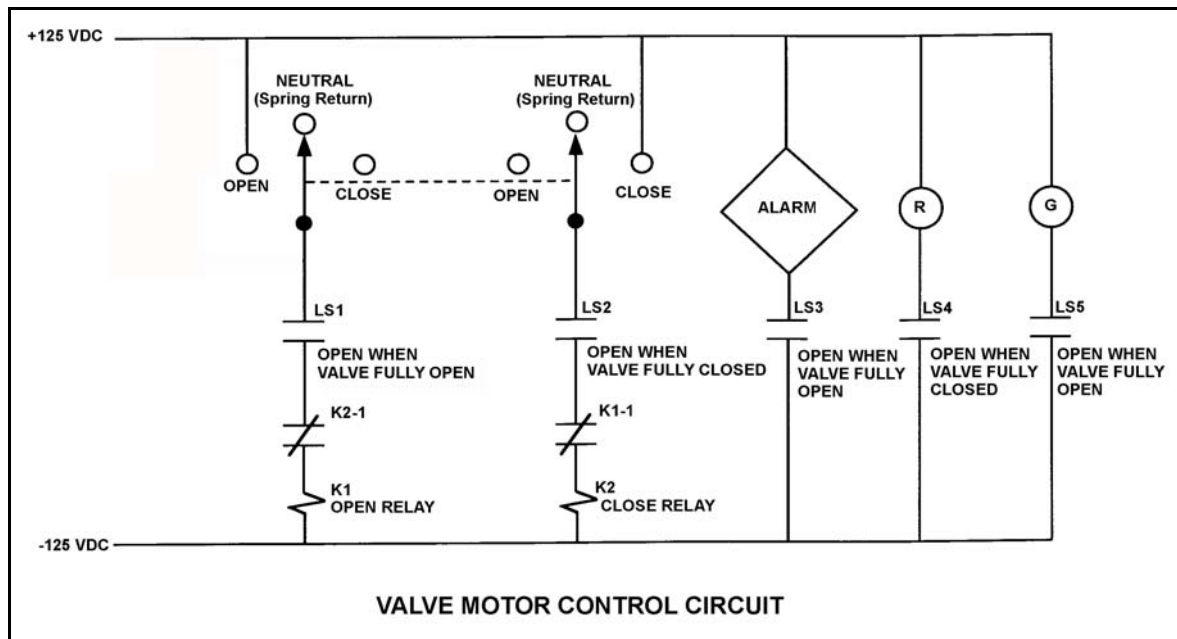 +125 VDC
NEUTRAL
(Spring Return)
NEUTRAL
(Spring Return)
OPEN
CLOSE
OPEN
CLOSE
ALARM
R
G
LS1
OPEN WHEN
VALVE FULLY OPEN
LS2
OPEN WHEN
VALVE FULLY CLOSED
LS3
OPEN WHEN
VALVE FULLY
OPEN
LS4
OPEN WHEN
VALVE FULLY
CLOSED
LS5
OPEN WHEN
VALVE FULLY
OPEN
K2-1
K1-1
K1
OPEN RELAY
K2
CLOSE RELAY
-125 VDC
VALVE MOTOR CONTROL CIRCUIT